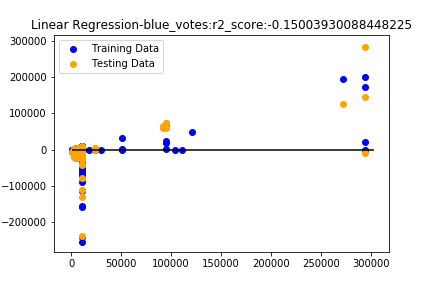 Linear Regression-blue_votes:r2_score:-0.15003930088448225
Training Data
Testing Data
300000
200000
100000
0
−100000
−200000
0 50000 100000 150000 200000 250000 300000